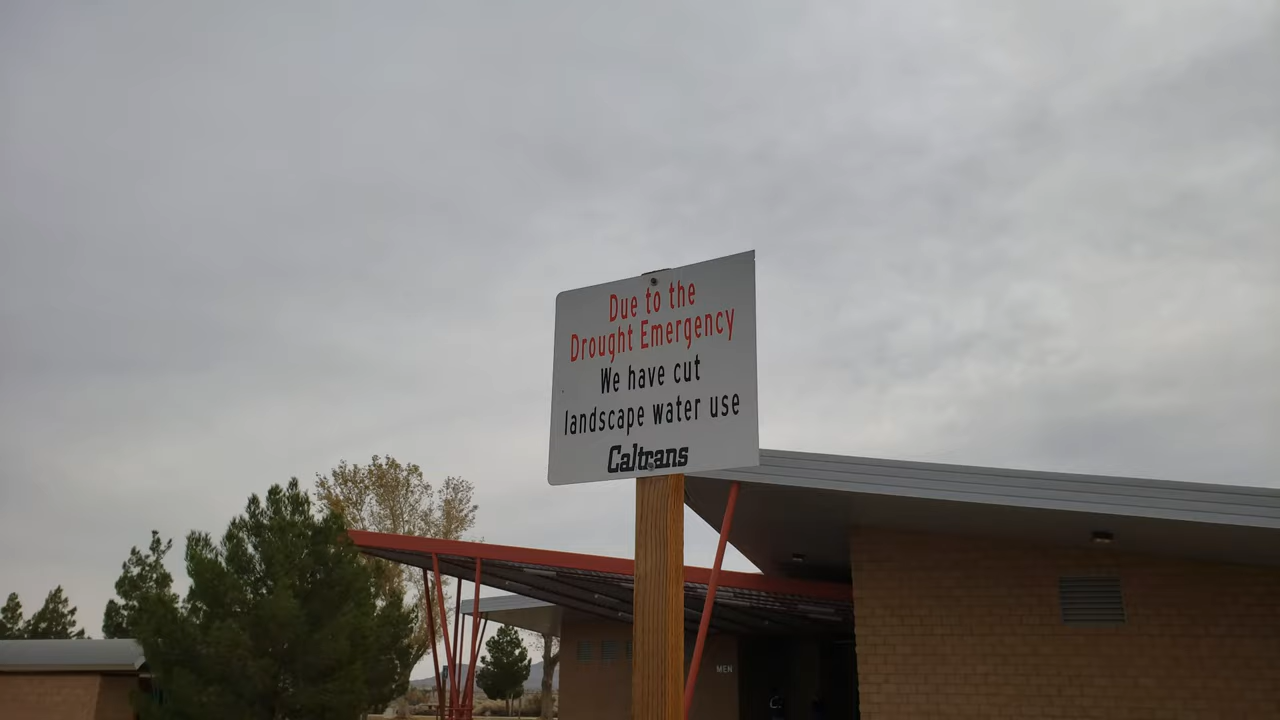 Due to the
Drought Emergency
We have cut
landscape water use
Caltrans
MEN